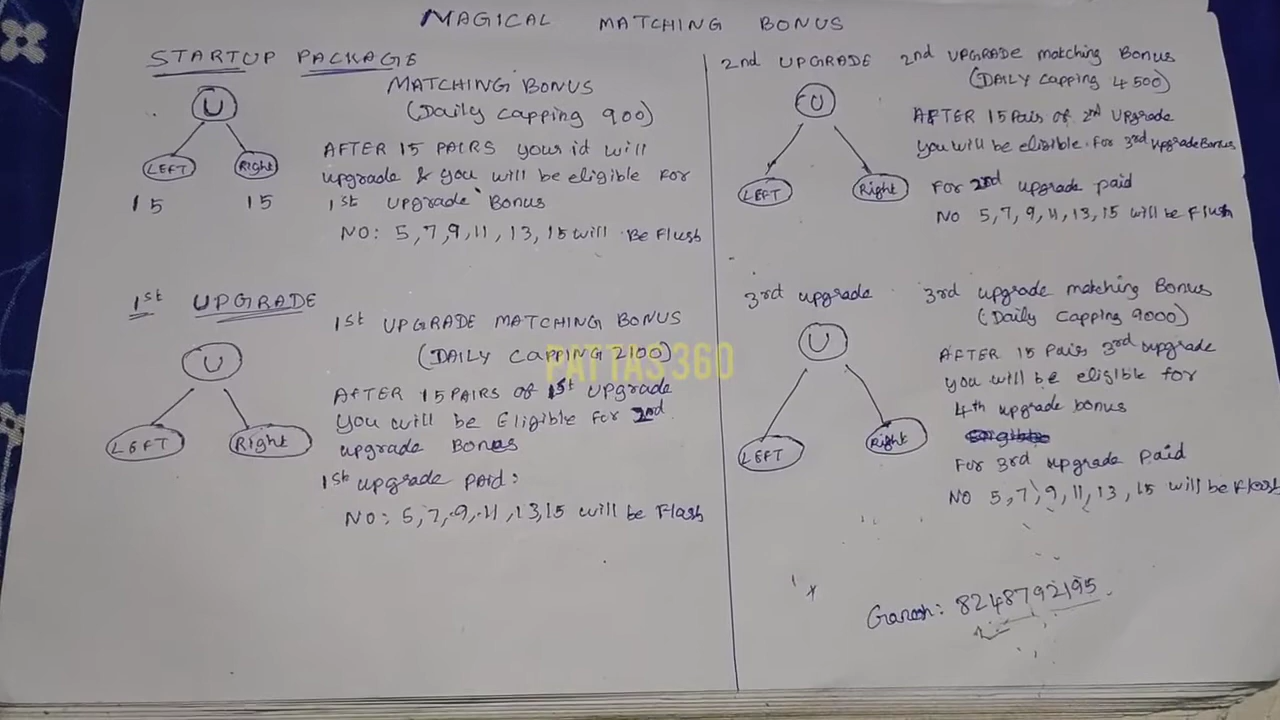 MAGICAL MATCHING BONUS
STARTUP PACKAGE
MATCHING BONUS
(Daily capping 900)
U
LEFT Right
15 15
AFTER 15 PAIRS your id will
upgrade & you will be eligible for
1st upgrade Bonus
NO: 5,7,9,11, 13, 15 will Be Flush
1st UPGRADE
1st UPGRADE MATCHING BONUS
(DAILY CAPPING 2100)
U
LEFT Right
AFTER 15 PAIRS of 1st upgrade
you will be Eligible For 2nd
upgrade Bonus
1st upgrade PAID:
NO: 5,7,9,11,13,15 will be Flash
2nd UPGRADE 2nd UPGRADE matching Bonus
(DAILY capping 4500)
U
LEFT Right
AFTER 15 Pair of 2nd upgrade
you will be elisible. For 3rd upgrade Bonus
For 2nd upgrade paid
NO 5,7,9,11,13,15 will be Flush
3rd upgrade 3rd upgrade matching Bonus
(Daily capping 9000)
U
LEFT Right
AFTER 15 Pairs 3rd upgrade
you will be eligible for
4th upgrade bonus
For 3rd upgrade Paid
NO 5,7,9,11,13,15 will be Flash
Ganesh: 8248792195
PATTAS360